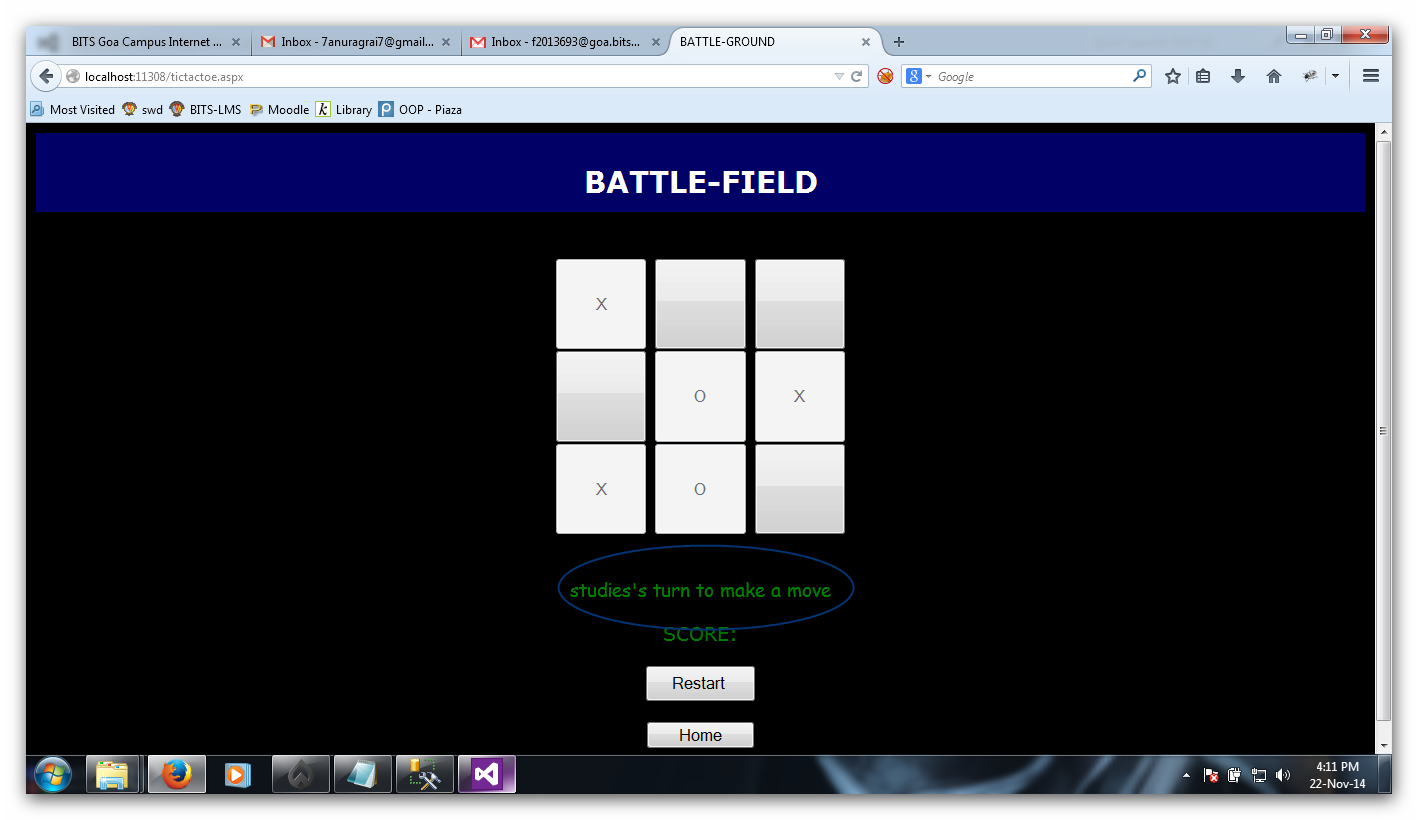 BITS Goa Campus Internet ...
Inbox - 7anuragrai7@gmail....
Inbox - f2013693@goa.bits...
BATTLE-GROUND
localhost:11308/tictactoe.aspx
Google
Most Visited swd BITS-LMS Moodle Library OOP - Piaza
BATTLE-FIELD
X
O X
X O
studies's turn to make a move
SCORE:
Restart
Home
4:11 PM
22-Nov-14